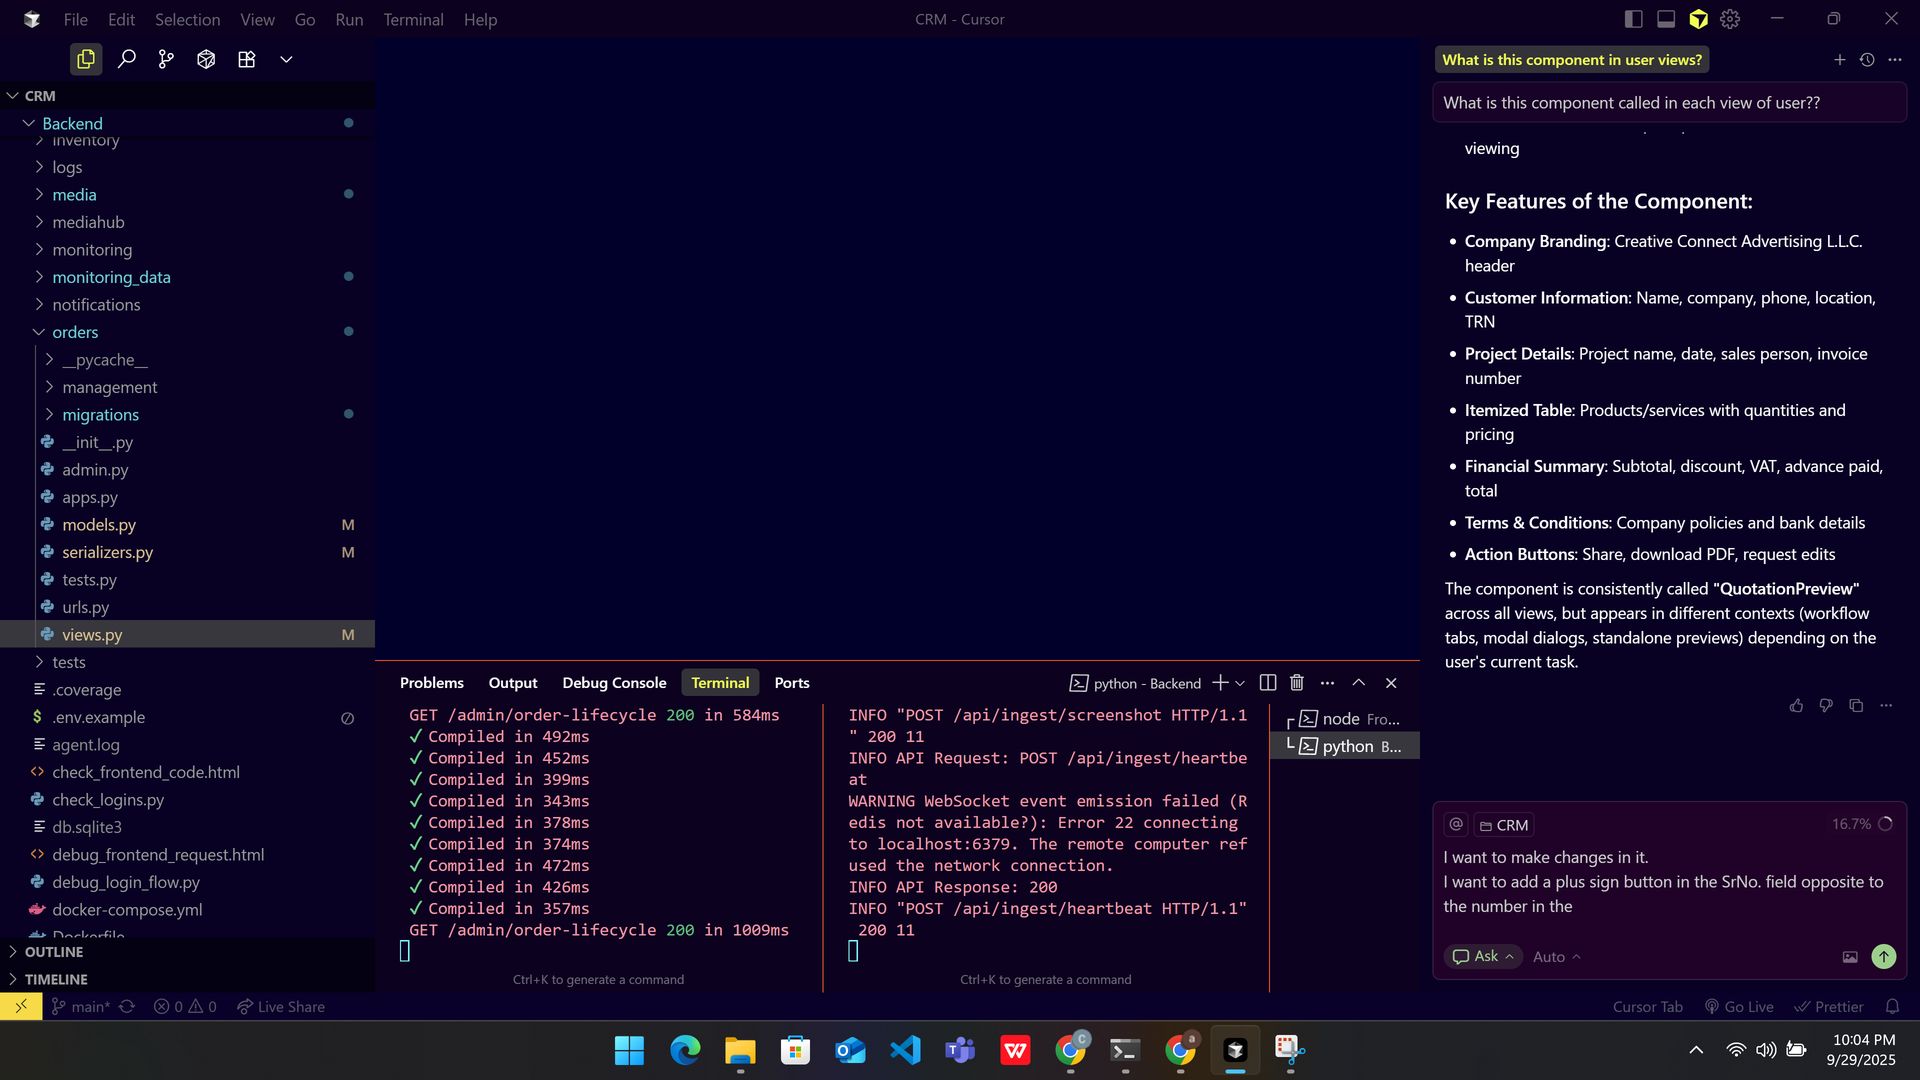 File Edit Selection View Go Run Terminal Help
CRM - Cursor
CRM
Backend
inventory
logs
media
mediahub
monitoring
monitoring_data
notifications
orders
__pycache__
management
migrations
__init__.py
admin.py
apps.py
models.py M
serializers.py M
tests.py
urls.py
views.py M
tests
.coverage
.env.example
agent.log
check_frontend_code.html
check_logins.py
db.sqlite3
debug_frontend_request.html
debug_login_flow.py
docker-compose.yml
Dockerfile
OUTLINE
TIMELINE
Problems Output Debug Console Terminal Ports
python - Backend
GET /admin/order-lifecycle 200 in 584ms
✓ Compiled in 492ms
✓ Compiled in 452ms
✓ Compiled in 399ms
✓ Compiled in 343ms
✓ Compiled in 378ms
✓ Compiled in 374ms
✓ Compiled in 472ms
✓ Compiled in 426ms
✓ Compiled in 357ms
GET /admin/order-lifecycle 200 in 1009ms
Ctrl+K to generate a command
INFO "POST /api/ingest/screenshot HTTP/1.1
" 200 11
INFO API Request: POST /api/ingest/heartbe
at
WARNING WebSocket event emission failed (R
edis not available?): Error 22 connecting
to localhost:6379. The remote computer ref
used the network connection.
INFO API Response: 200
INFO "POST /api/ingest/heartbeat HTTP/1.1"
200 11
Ctrl+K to generate a command
node Fro...
python B...
What is this component in user views?
What is this component called in each view of user??
viewing
Key Features of the Component:
• Company Branding: Creative Connect Advertising L.L.C.
header
• Customer Information: Name, company, phone, location,
TRN
• Project Details: Project name, date, sales person, invoice
number
• Itemized Table: Products/services with quantities and
pricing
• Financial Summary: Subtotal, discount, VAT, advance paid,
total
• Terms & Conditions: Company policies and bank details
• Action Buttons: Share, download PDF, request edits
The component is consistently called "QuotationPreview"
across all views, but appears in different contexts (workflow
tabs, modal dialogs, standalone previews) depending on the
user's current task.
@ CRM 16.7%
I want to make changes in it.
I want to add a plus sign button in the SrNo. field opposite to
the number in the
Ask Auto
main* 0 0 Live Share
Cursor Tab Go Live Prettier
10:04 PM
9/29/2025